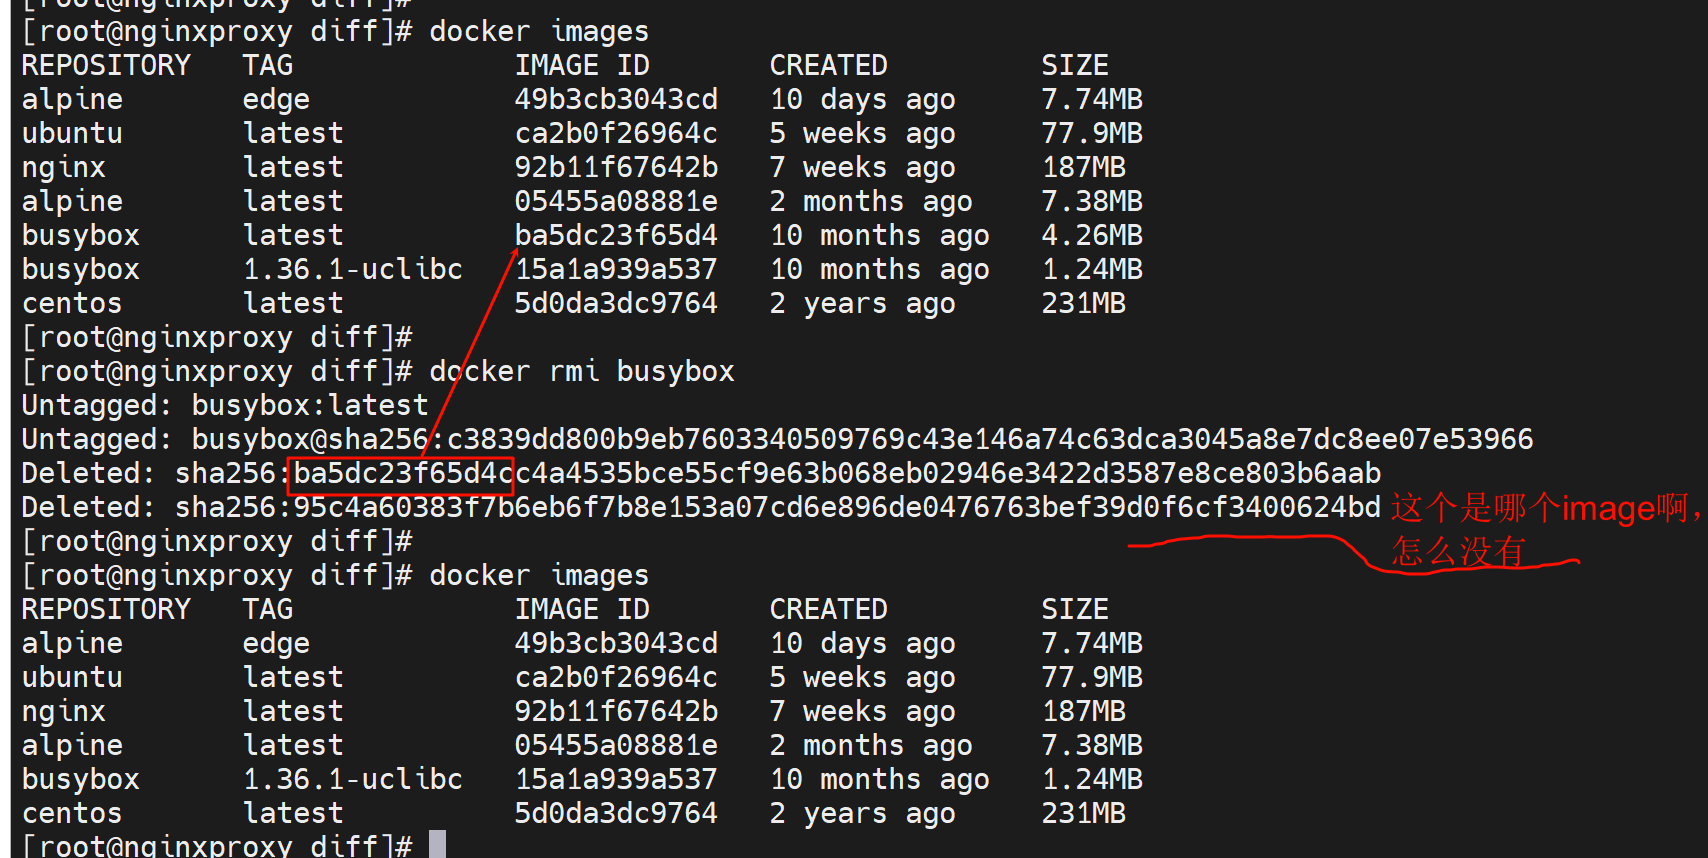 [root@nginxproxy diff]#
[root@nginxproxy diff]# docker images
REPOSITORY TAG IMAGE ID CREATED SIZE
alpine edge 49b3cb3043cd 10 days ago 7.74MB
ubuntu latest ca2b0f26964c 5 weeks ago 77.9MB
nginx latest 92b11f67642b 7 weeks ago 187MB
alpine latest 05455a08881e 2 months ago 7.38MB
busybox latest ba5dc23f65d4 10 months ago 4.26MB
busybox 1.36.1-uclibc 15a1a939a537 10 months ago 1.24MB
centos latest 5d0da3dc9764 2 years ago 231MB
[root@nginxproxy diff]#
[root@nginxproxy diff]# docker rmi busybox
Untagged: busybox:latest
Untagged: busybox@sha256:c3839dd800b9eb7603340509769c43e146a74c63dca3045a8e7dc8ee07e53966
Deleted: sha256:ba5dc23f65d4cc4a4535bce55cf9e63b068eb02946e3422d3587e8ce803b6aab
Deleted: sha256:95c4a60383f7b6eb6f7b8e153a07cd6e896de0476763bef39d0f6cf3400624bd 这个是哪个image啊，
怎么没有
[root@nginxproxy diff]#
[root@nginxproxy diff]# docker images
REPOSITORY TAG IMAGE ID CREATED SIZE
alpine edge 49b3cb3043cd 10 days ago 7.74MB
ubuntu latest ca2b0f26964c 5 weeks ago 77.9MB
nginx latest 92b11f67642b 7 weeks ago 187MB
alpine latest 05455a08881e 2 months ago 7.38MB
busybox 1.36.1-uclibc 15a1a939a537 10 months ago 1.24MB
centos latest 5d0da3dc9764 2 years ago 231MB
[root@nginxproxy diff]#